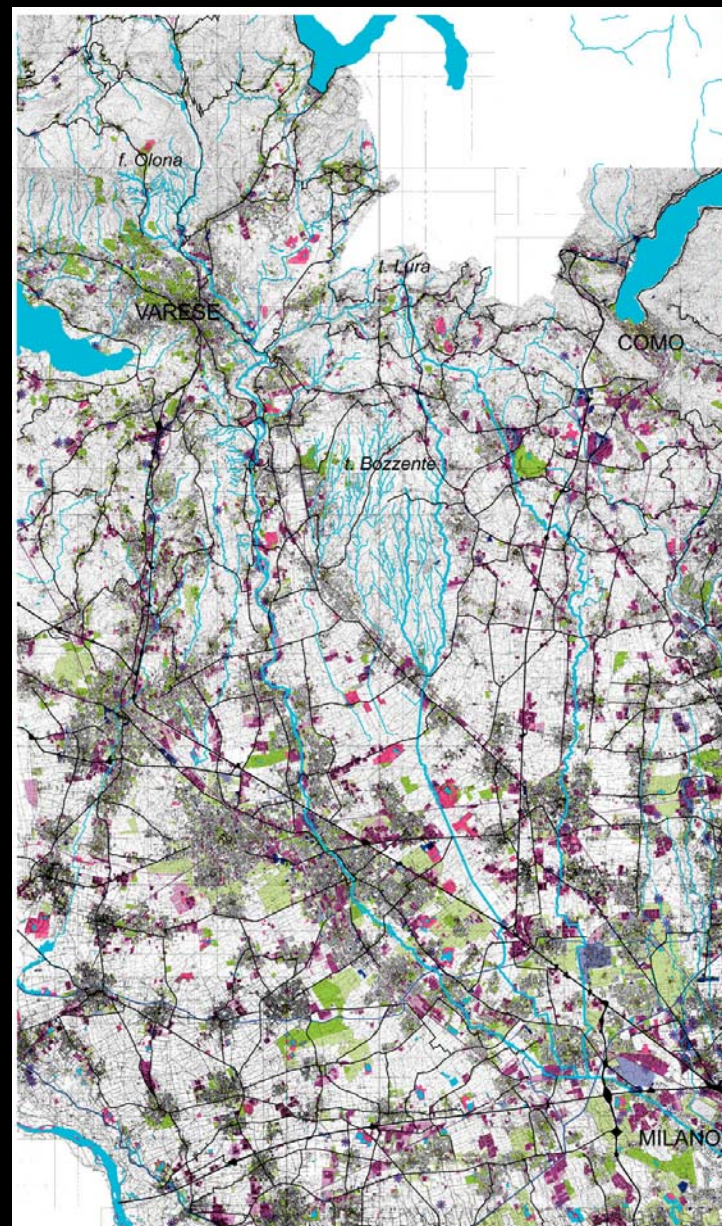 f. Olona
t. Lura
VARESE
COMO
t. Bozzente
MILANO